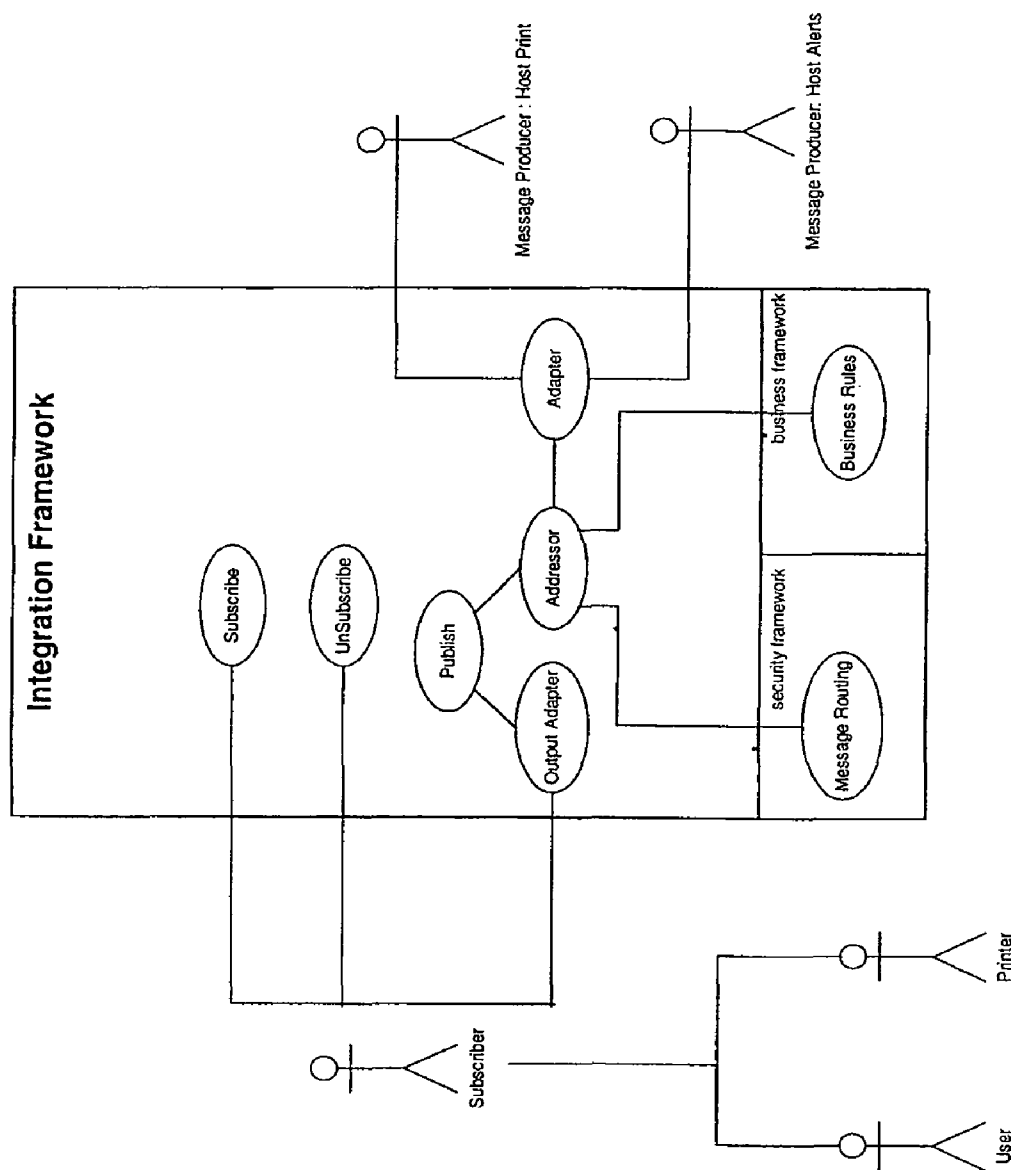 Integration Framework
Subscribe
UnSubscribe
Publish
Output Adapter
Addressor
Adapter
security framework
business framework
Message Routing
Business Rules
Subscriber
User
Printer
Message Producer : Host Print
Message Producer: Host Alerts